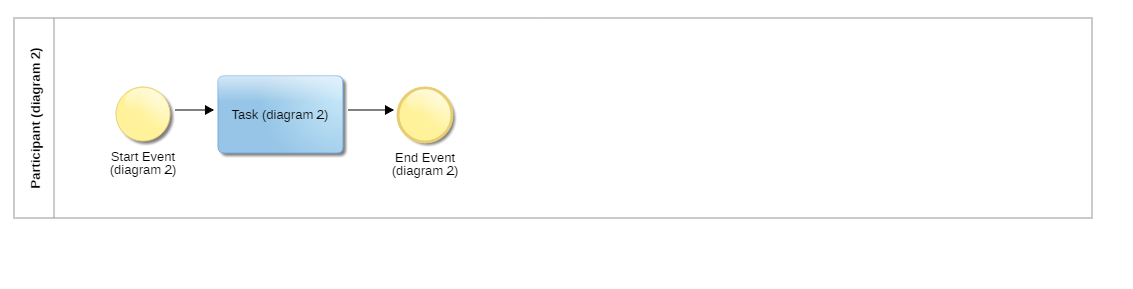 Participant (diagram 2)
Start Event
(diagram 2)
Task (diagram 2)
End Event
(diagram 2)